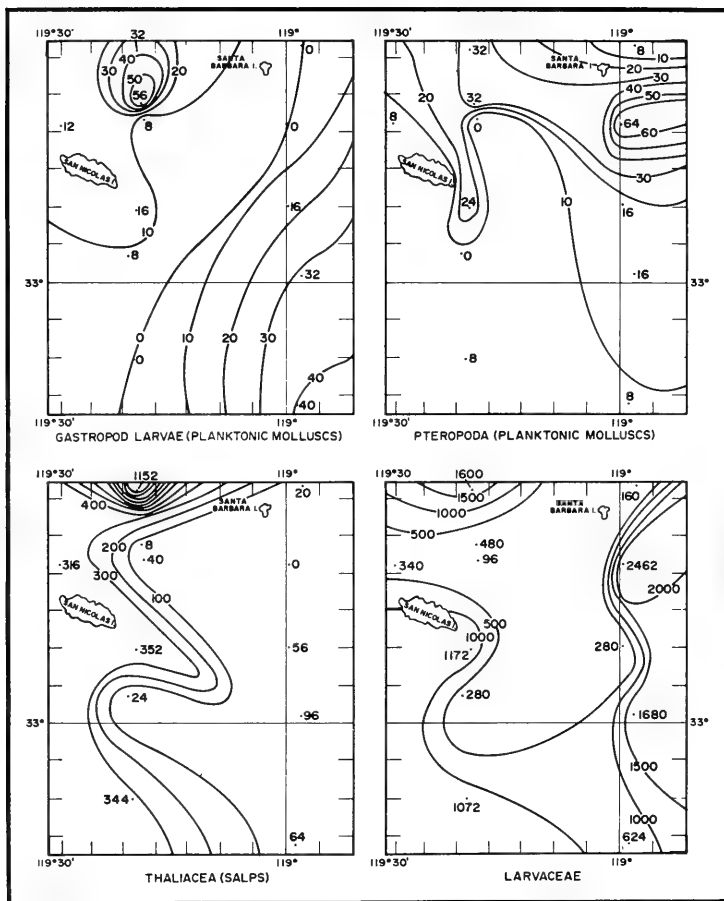 119°30' 32 119°
40 0
30 20 SANTA
BARBARA I.
50
56
·12 8 0
SAN NICOLAS I.
·16 ·16
10
·8
·32
33°
0 10 20 30
·0
40
·40
119°30' 119°
GASTROPOD LARVAE (PLANKTONIC MOLLUSCS)
119°30' 119°
·32 SANTA ·8
BARBARA I. 10
20
30
20 40
50
32 ·64
8 0 60
SAN NICOLAS I.
30
24 10 ·16
·0
·16
33°
·8
8
119°30' 119°
PTEROPODA (PLANKTONIC MOLLUSCS)
119°30' 1152 119°
·20
400 SANTA
BARBARA I.
200 ·8
·316 ·40 ·0
300
100
SAN NICOLAS I.
·352 ·56
·24
·96
33°
344
64
119°30' 119°
THALIACEA (SALPS)
119°30' 1600 119°
1500 160
1000 SANTA
BARBARA I.
500
·480
·340 ·96 ·2462
2000
SAN NICOLAS I. 500
1000
1172 280
·280
·1680
33°
1500
1072 1000
624
119°30' 119°
LARVACEAE